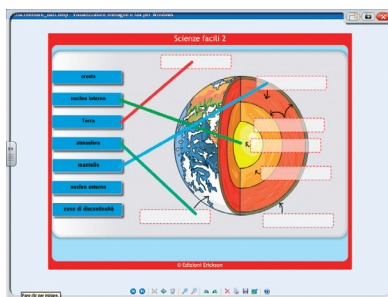 Scienze facili 2
crosta
nucleo interno
Terra
atmosfera
mantello
nucleo esterno
zona di discontinuità
© Edizioni Erickson